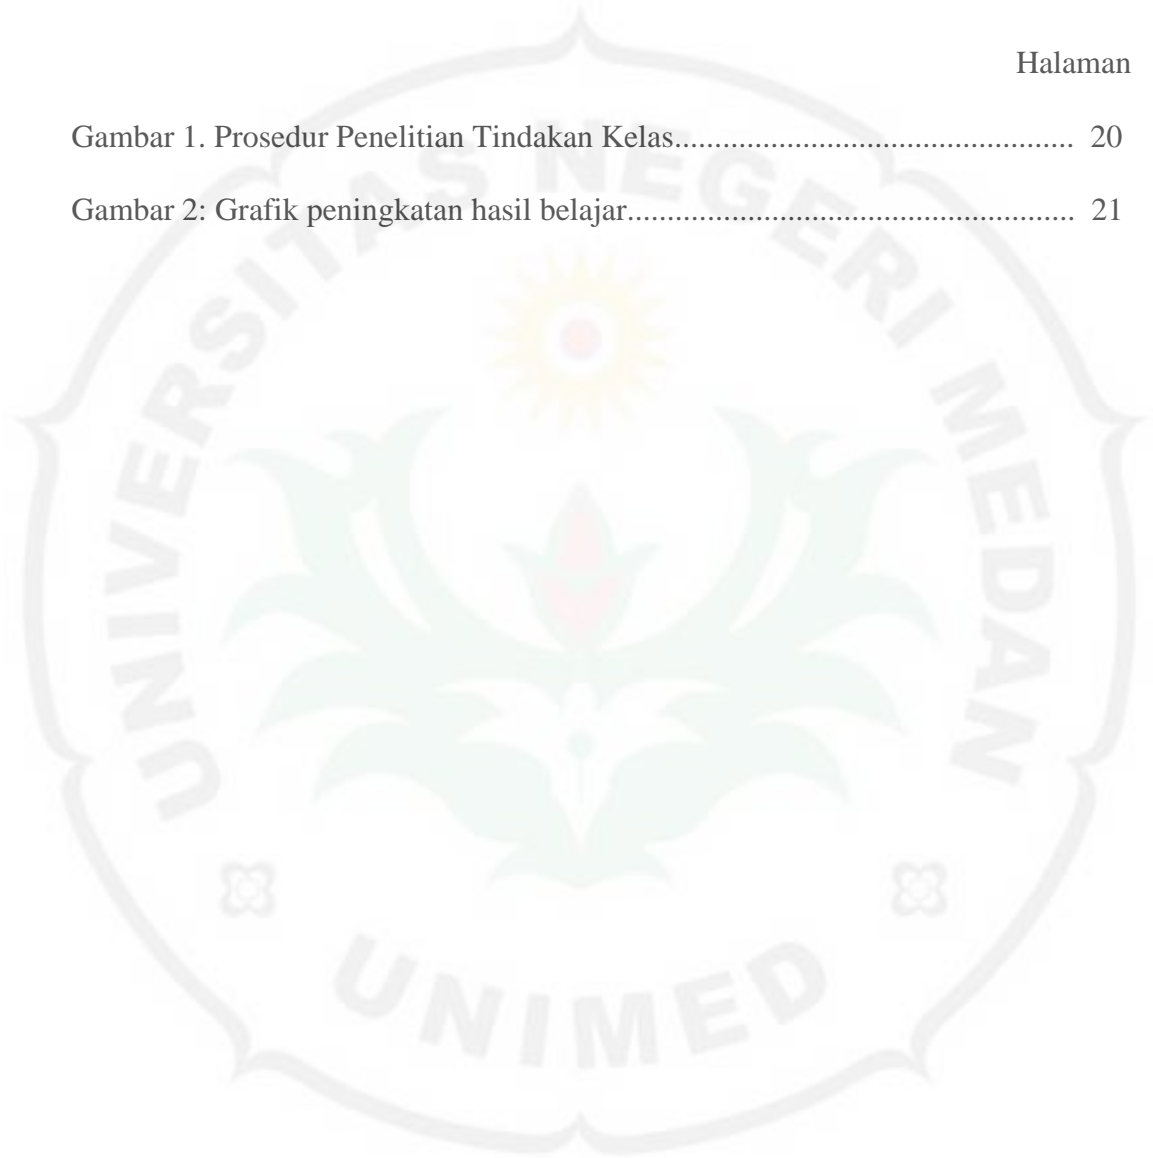 Halaman
Gambar 1. Prosedur Penelitian Tindakan Kelas................................................. 20
Gambar 2: Grafik peningkatan hasil belajar....................................................... 21
UNIVERSITAS NEGERI MEDAN
UNIMED